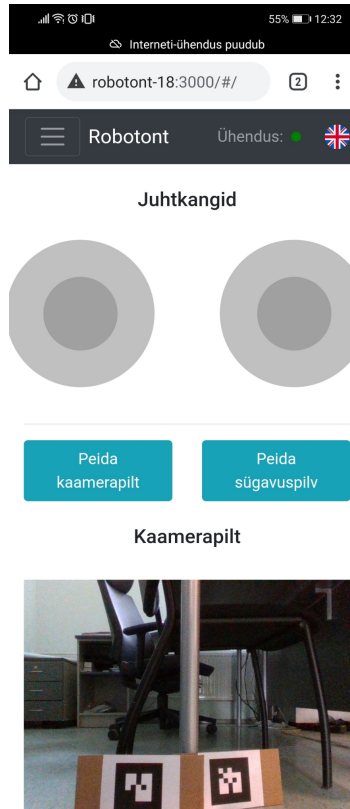 55% 12:32
Interneti-ühendus puudub
robotont-18:3000/#/ 2
Robotont Ühendus:
Juhtkangid
Peida
kaamerapilt
Peida
sügavuspilv
Kaamerapilt